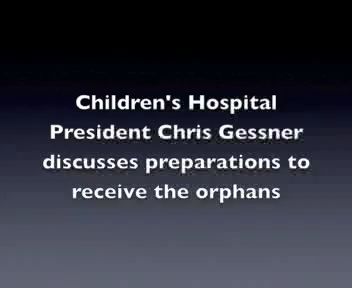 Children's Hospital
President Chris Gessner
discusses preparations to
receive the orphans